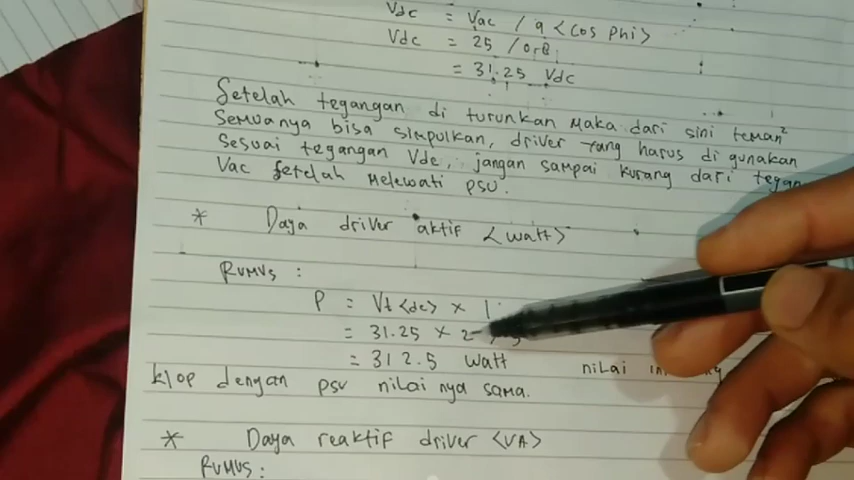 Vdc = Vac / q <cos phi>
Vdc = 25 / 0,8
= 31.25 Vdc
Setelah tegangan di turunkan maka dari sini teman²
Semuanya bisa simpulkan, driver yang harus di gunakan
Sesuai tegangan Vdc, jangan sampai kurang dari tegan
Vac setelah melewati psu.
* Daya driver aktif <watt>
Rumus :
P = Vt <dc> x
= 31.25 x
= 312.5 watt nilai
klop dengan psu nilai nya sama.
* Daya reaktif driver <VA>
Rumus :